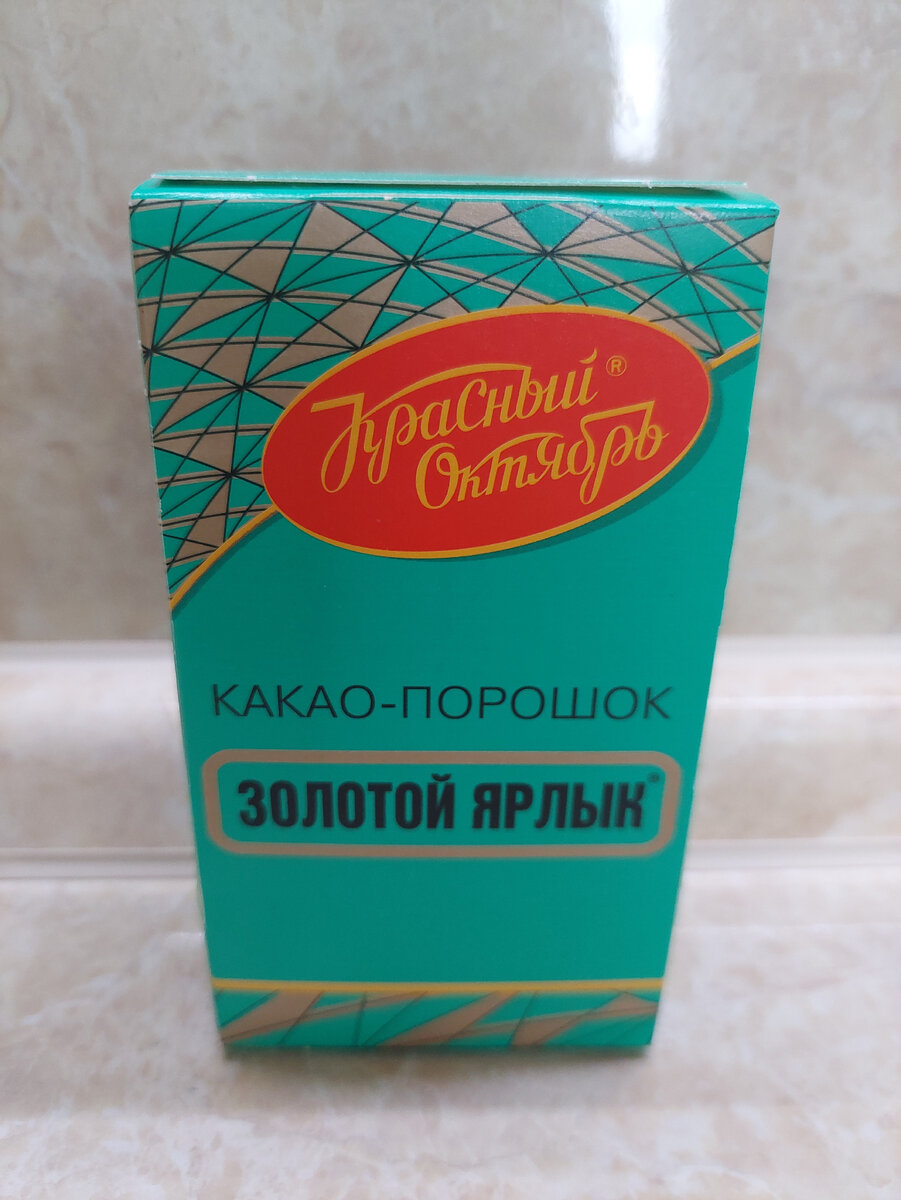 Красный ®
Октябрь
КАКАО-ПОРОШОК
ЗОЛОТОЙ ЯРЛЫК®